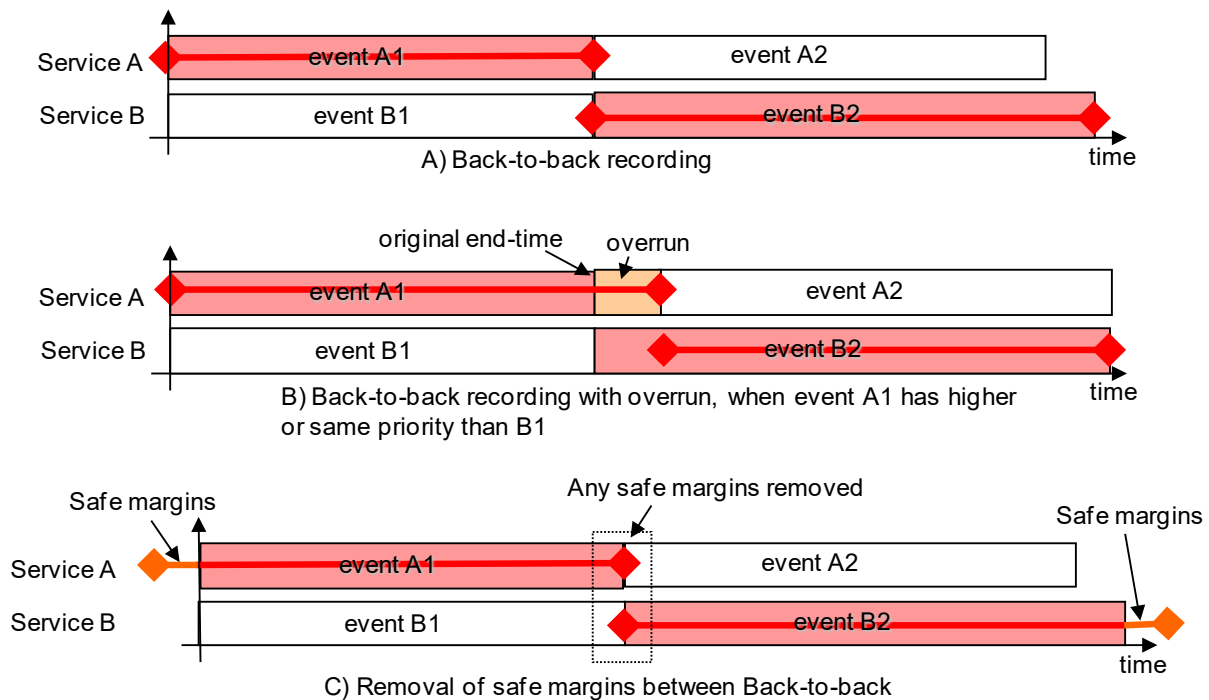 Service A
event A1
event A2
Service B
event B1
event B2
time
A) Back-to-back recording
original end-time
overrun
Service A
event A1
event A2
Service B
event B1
event B2
time
B) Back-to-back recording with overrun, when event A1 has higher
or same priority than B1
Safe margins
Any safe margins removed
Safe margins
Service A
event A1
event A2
Service B
event B1
event B2
time
C) Removal of safe margins between Back-to-back